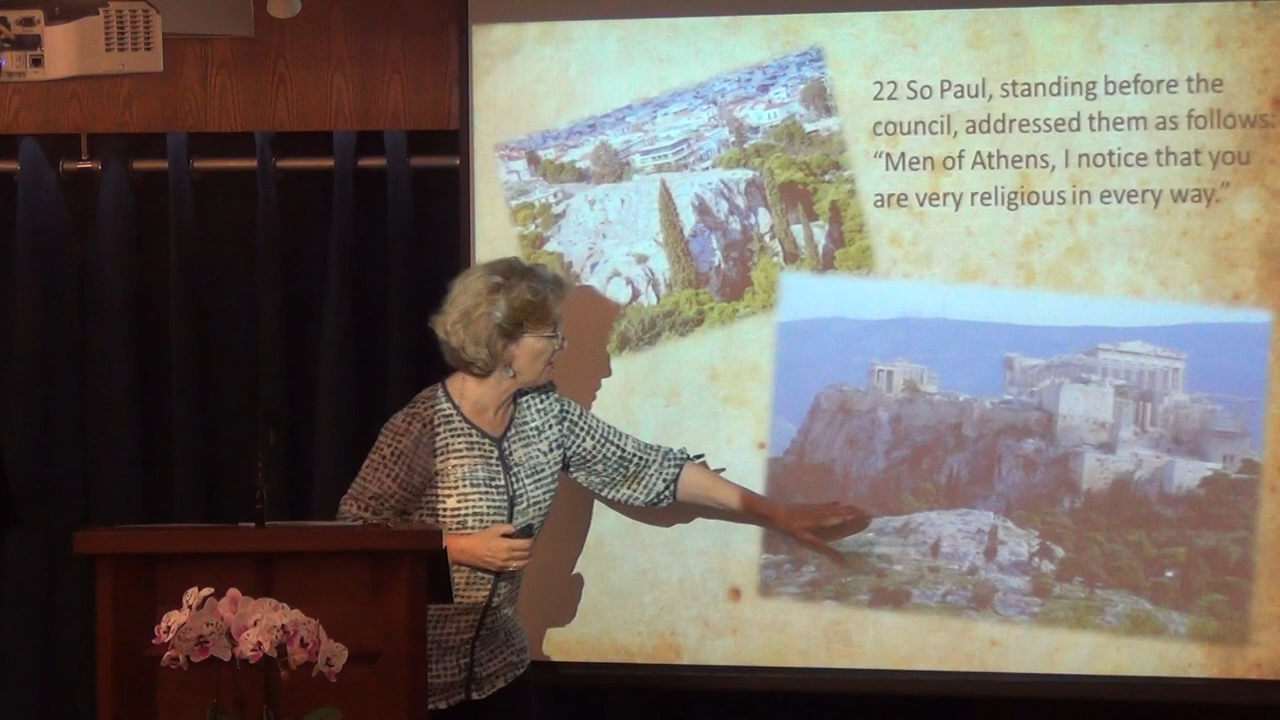 22 So Paul, standing before the
council, addressed them as follows:
“Men of Athens, I notice that you
are very religious in every way.”